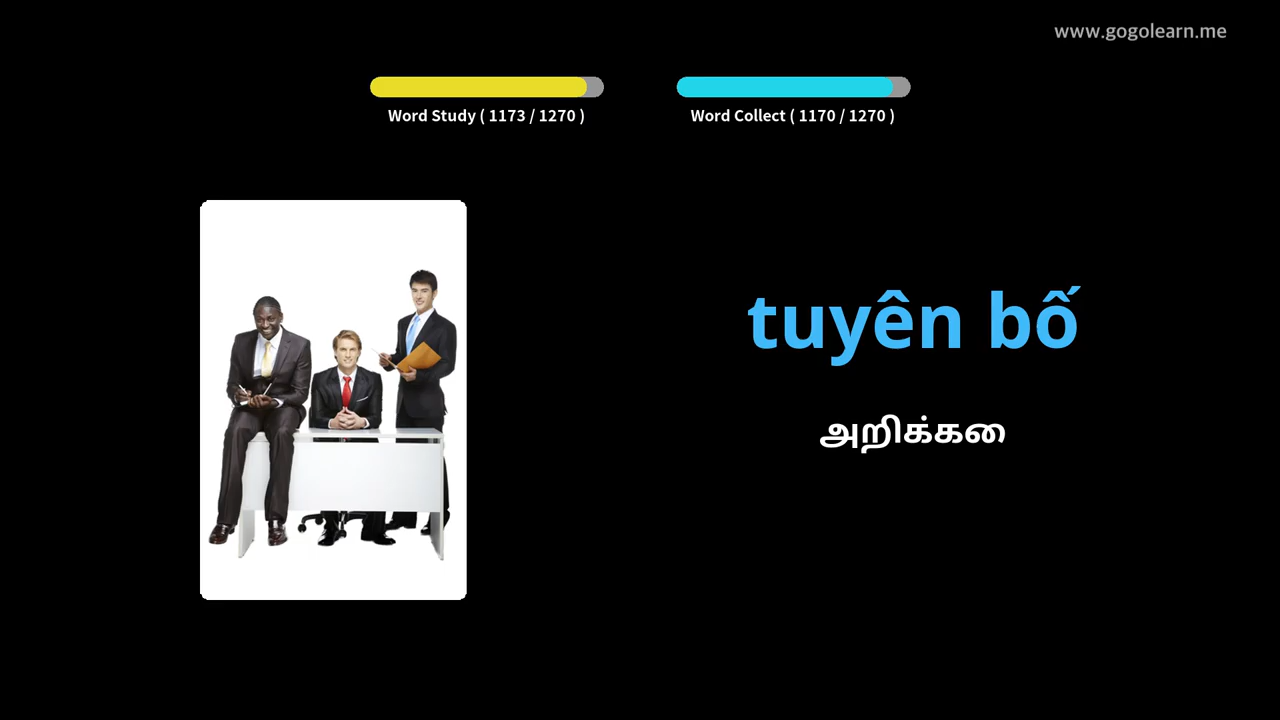 www.gogolearn.me
Word Study ( 1173 / 1270 )
Word Collect ( 1170 / 1270 )
tuyên bố
அறிக்கை